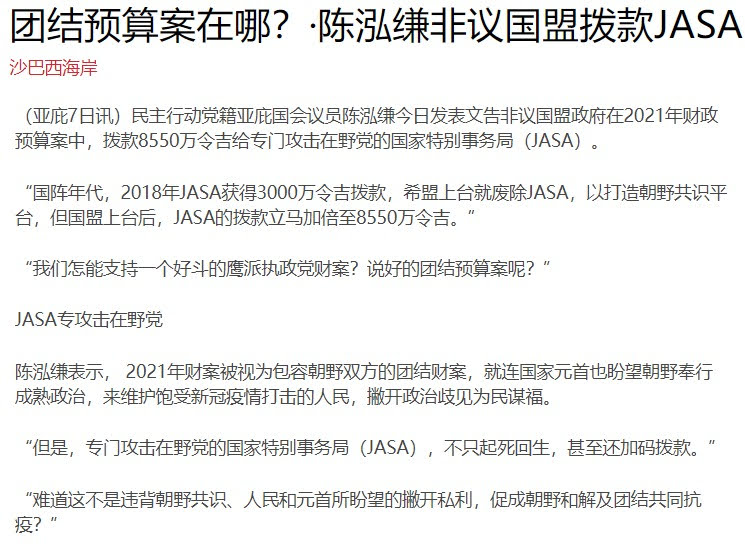 团结预算案在哪？·陈泓缣非议国盟拨款JASA
沙巴西海岸
（亚庇7日讯）民主行动党籍亚庇国会议员陈泓缣今日发表文告非议国盟政府在2021年财政
预算案中，拨款8550万令吉给专门攻击在野党的国家特别事务局（JASA）。
“国阵年代，2018年JASA获得3000万令吉拨款，希盟上台就废除JASA，以打造朝野共识平
台，但国盟上台后，JASA的拨款立马加倍至8550万令吉。”
“我们怎能支持一个好斗的鹰派执政党财案？说好的团结预算案呢？”
JASA专攻击在野党
陈泓缣表示， 2021年财案被视为包容朝野双方的团结财案，就连国家元首也盼望朝野奉行
成熟政治，来维护饱受新冠疫情打击的人民，撇开政治歧见为民谋福。
“但是，专门攻击在野党的国家特别事务局（JASA），不只起死回生，甚至还加码拨款。”
“难道这不是违背朝野共识、人民和元首所盼望的撇开私利，促成朝野和解及团结共同抗
疫？”